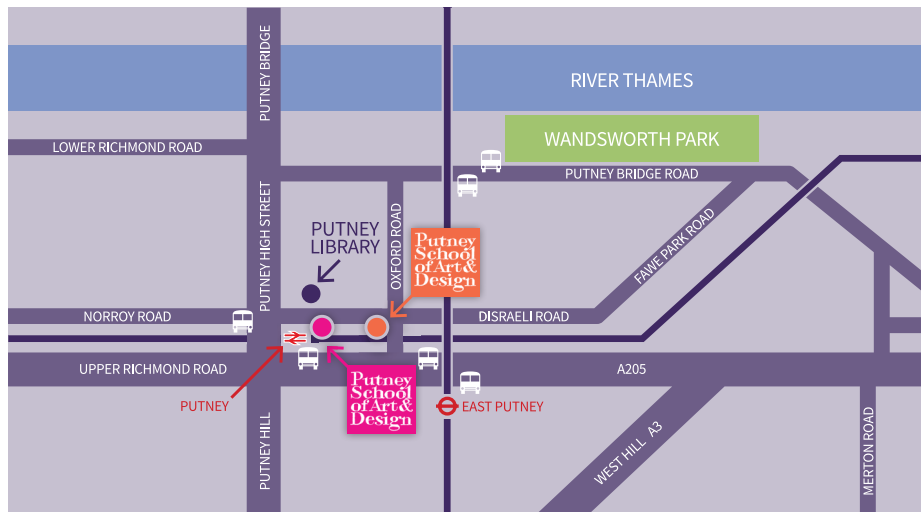 PUTNEY BRIDGE
RIVER THAMES
WANDSWORTH PARK
LOWER RICHMOND ROAD
PUTNEY BRIDGE ROAD
PUTNEY HIGH STREET
PUTNEY
LIBRARY
OXFORD ROAD
Putney
School
of Art &
Design
FAWE PARK ROAD
NORROY ROAD
DISRAELI ROAD
UPPER RICHMOND ROAD
A205
Putney
School
of Art &
Design
PUTNEY
EAST PUTNEY
PUTNEY HILL
WEST HILL A3
MERTON ROAD